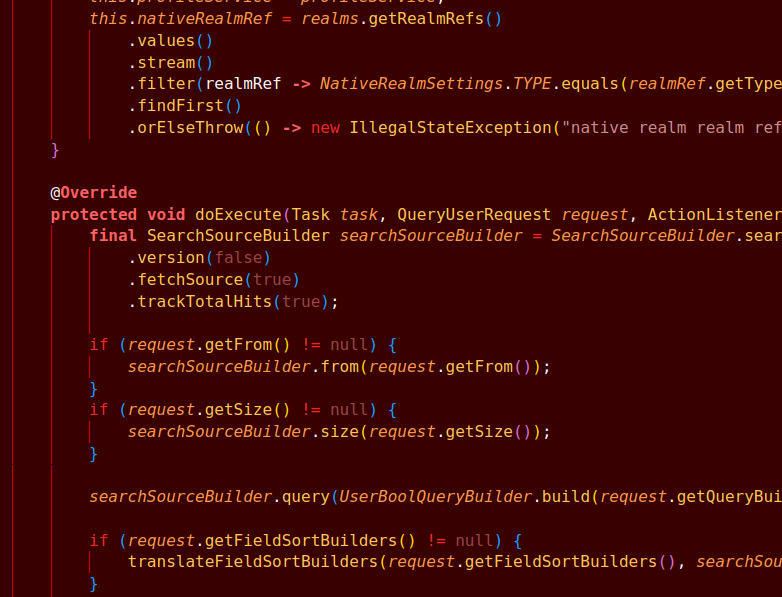 this.profileService = profileService;
this.nativeRealmRef = realms.getRealmRefs()
.values()
.stream()
.filter(realmRef -> NativeRealmSettings.TYPE.equals(realmRef.getType
.findFirst()
.orElseThrow(() -> new IllegalStateException("native realm realm ref
}
@Override
protected void doExecute(Task task, QueryUserRequest request, ActionListener
final SearchSourceBuilder searchSourceBuilder = SearchSourceBuilder.sear
.version(false)
.fetchSource(true)
.trackTotalHits(true);
if (request.getFrom() != null) {
searchSourceBuilder.from(request.getFrom());
}
if (request.getSize() != null) {
searchSourceBuilder.size(request.getSize());
}
searchSourceBuilder.query(UserBoolQueryBuilder.build(request.getQueryBui
if (request.getFieldSortBuilders() != null) {
translateFieldSortBuilders(request.getFieldSortBuilders(), searchSou
}